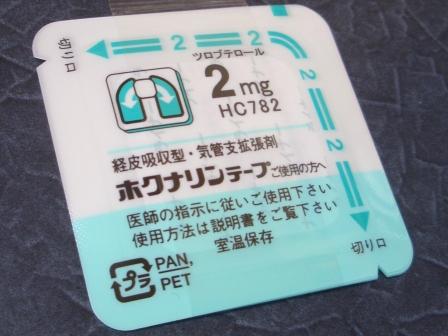 切り口
2 2 2
ツロブテロール
2mg
HC782
2
2
経皮吸収型・気管支拡張剤
ホクナリンテープご使用の方へ
医師の指示に従いご使用下さい
使用方法は説明書をご覧下さい
室温保存
切り口
プラ
PAN,
PET